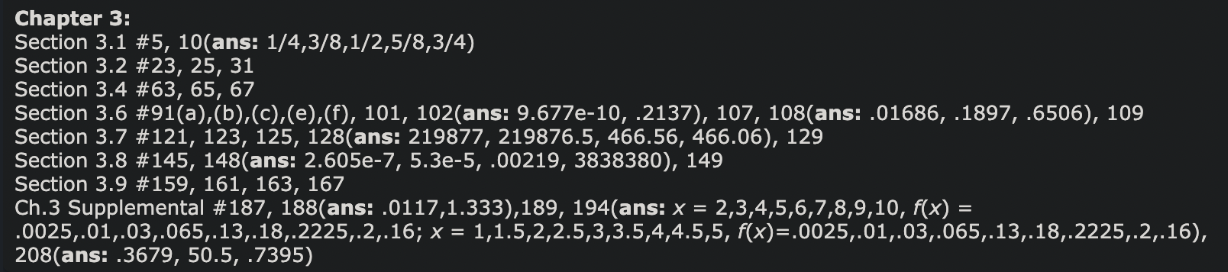 Chapter 3:
Section 3.1 #5, 10(ans: 1/4,3/8,1/2,5/8,3/4)
Section 3.2 #23, 25, 31
Section 3.4 #63, 65, 67
Section 3.6 #91(a),(b),(c),(e),(f), 101, 102(ans: 9.677e-10, .2137), 107, 108(ans: .01686, .1897, .6506), 109
Section 3.7 #121, 123, 125, 128(ans: 219877, 219876.5, 466.56, 466.06), 129
Section 3.8 #145, 148(ans: 2.605e-7, 5.3e-5, .00219, 3838380), 149
Section 3.9 #159, 161, 163, 167
Ch.3 Supplemental #187, 188(ans: .0117,1.333),189, 194(ans: x = 2,3,4,5,6,7,8,9,10, f(x) =
.0025,.01,.03,.065,.13,.18,.2225,.2,.16; x = 1,1.5,2,2.5,3,3.5,4,4.5,5, f(x)=.0025,.01,.03,.065,.13,.18,.2225,.2,.16),
208(ans: .3679, 50.5, .7395)